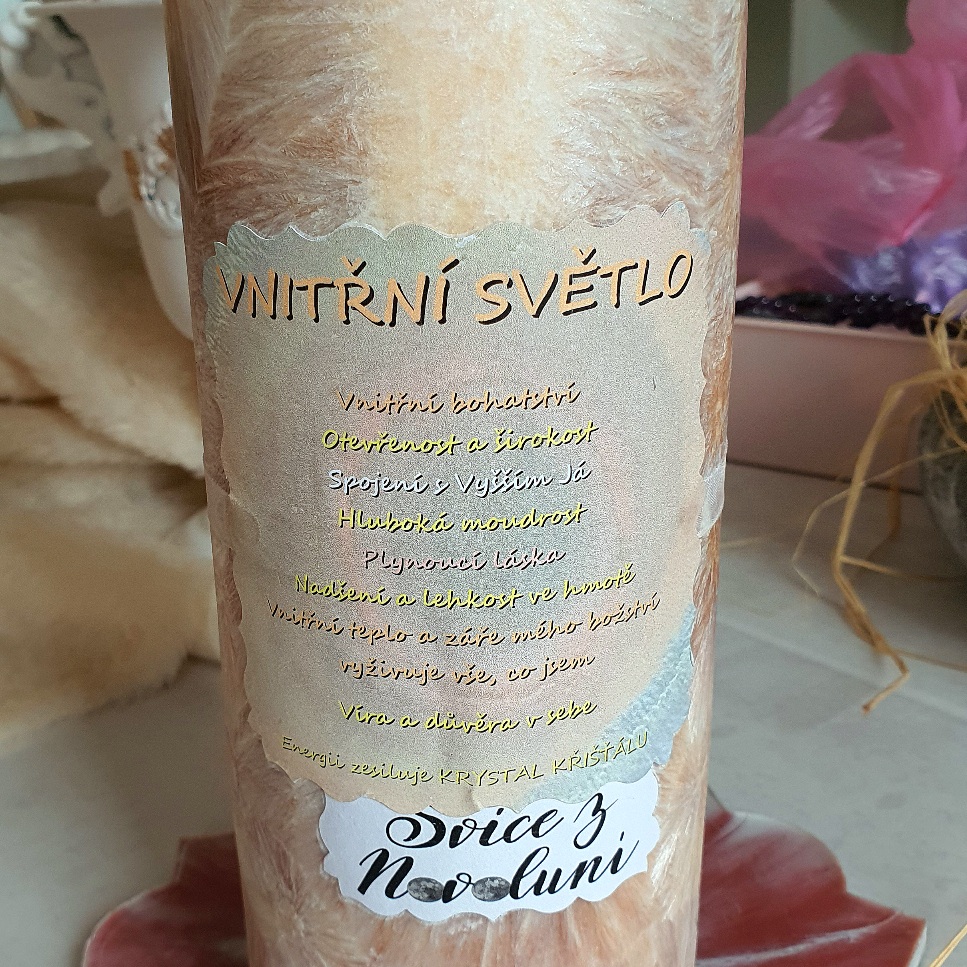 VNITŘNÍ SVĚTLO
Vnitřní bohatství
Otevřenost a širokost
Spojení s Vyšším Já
Hluboká moudrost
Plynoucí láska
Nadšení a lehkost ve hmotě
Vnitřní teplo a záře mého božství
vyživuje vše, co jsem
Víra a důvěra v sebe
Energii zesiluje KRYSTAL KŘIŠŤÁLU
Svíce z
Novoluní